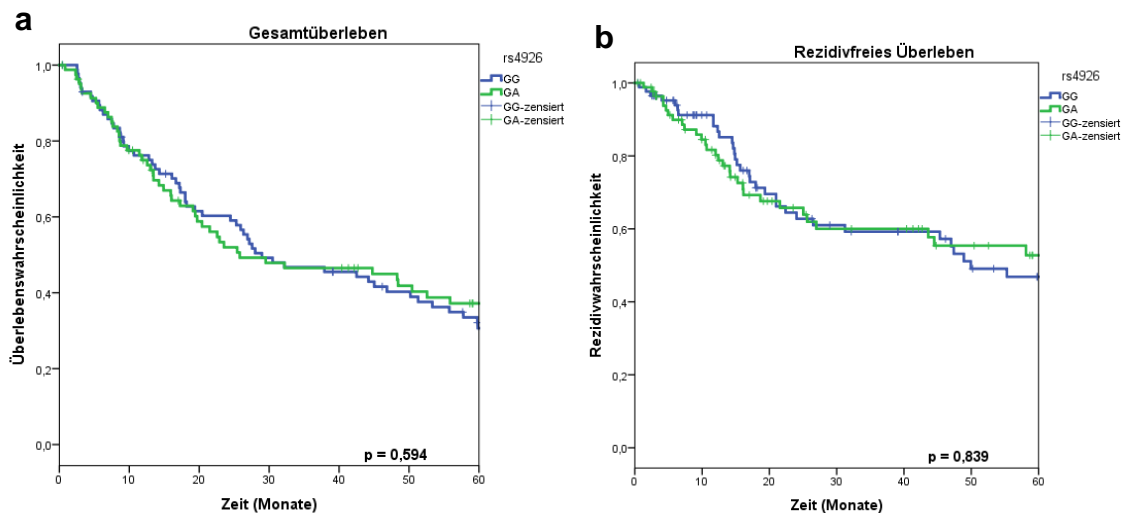 a
Gesamtüberleben
rs4926
GG
GA
GG-zensiert
GA-zensiert
Überlebenswahrscheinlichkeit
1,0
0,8
0,6
0,4
0,2
0,0
p = 0,594
0 10 20 30 40 50 60
Zeit (Monate)
b
Rezidivfreies Überleben
rs4926
GG
GA
GG-zensiert
GA-zensiert
Rezidivwahrscheinlichkeit
1,0
0,8
0,6
0,4
0,2
0,0
p = 0,839
0 10 20 30 40 50 60
Zeit (Monate)